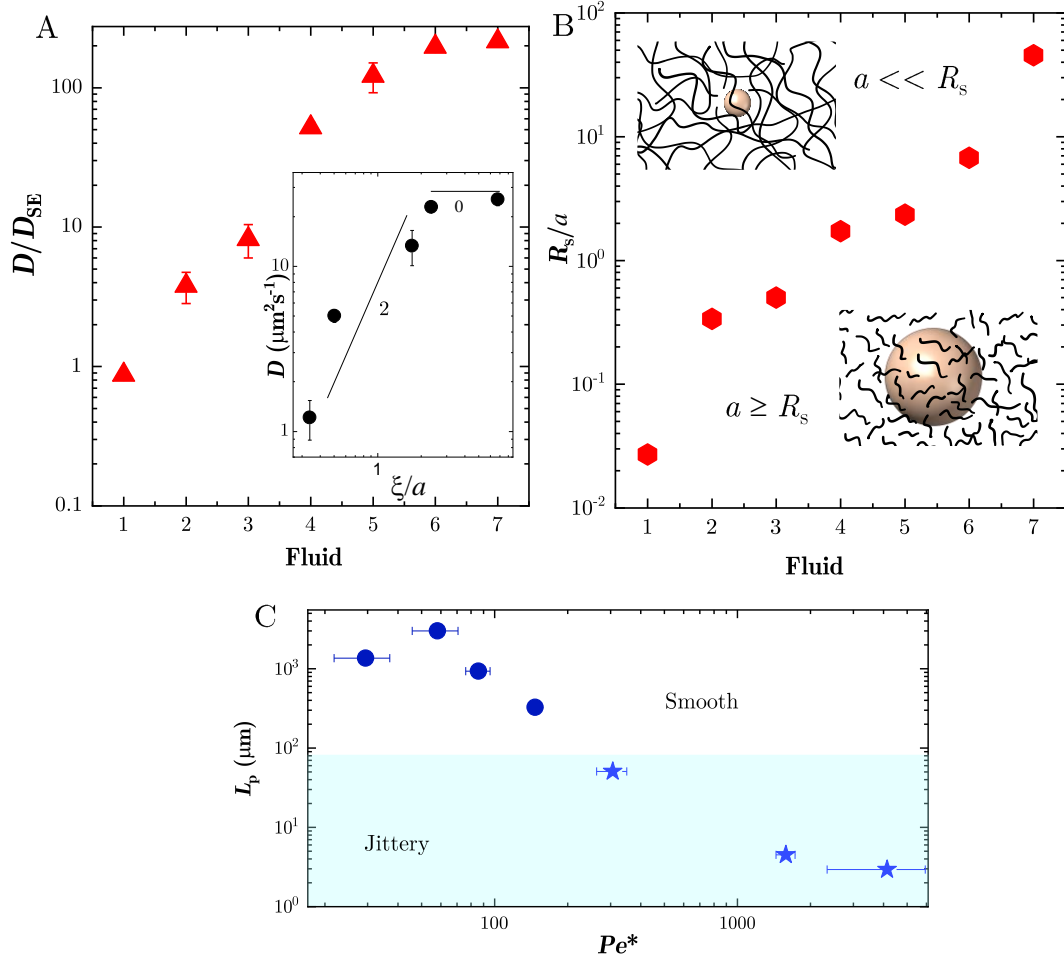 A
D/D_SE
100
10
1
0.1
1 2 3 4 5 6 7
Fluid
D (μm²s⁻¹)
10
1
0
2
1
ξ/a
B
R_s/a
10²
10¹
10⁰
10⁻¹
10⁻²
a << R_s
a ≥ R_s
1 2 3 4 5 6 7
Fluid
C
L_p (μm)
10³
10²
10¹
10⁰
Smooth
Jittery
100 1000
Pe*